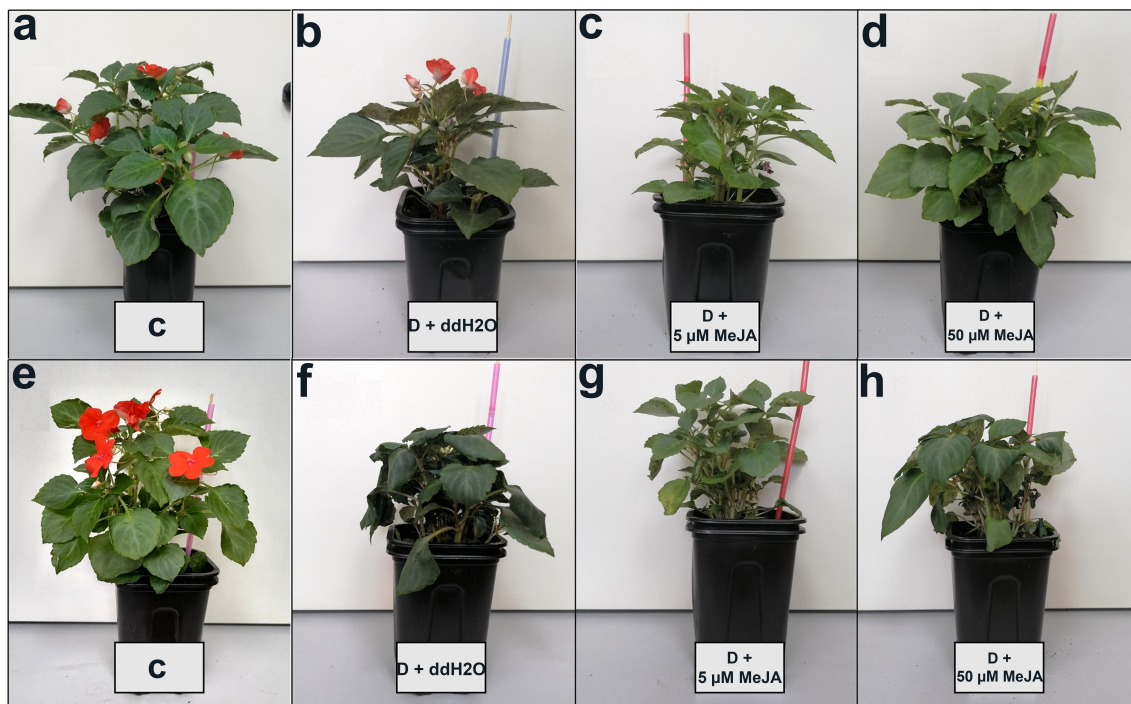 a
b
c
d
c
D + ddH2O
D +
5 µM MeJA
D +
50 µM MeJA
e
f
g
h
c
D + ddH2O
D +
5 µM MeJA
D +
50 µM MeJA